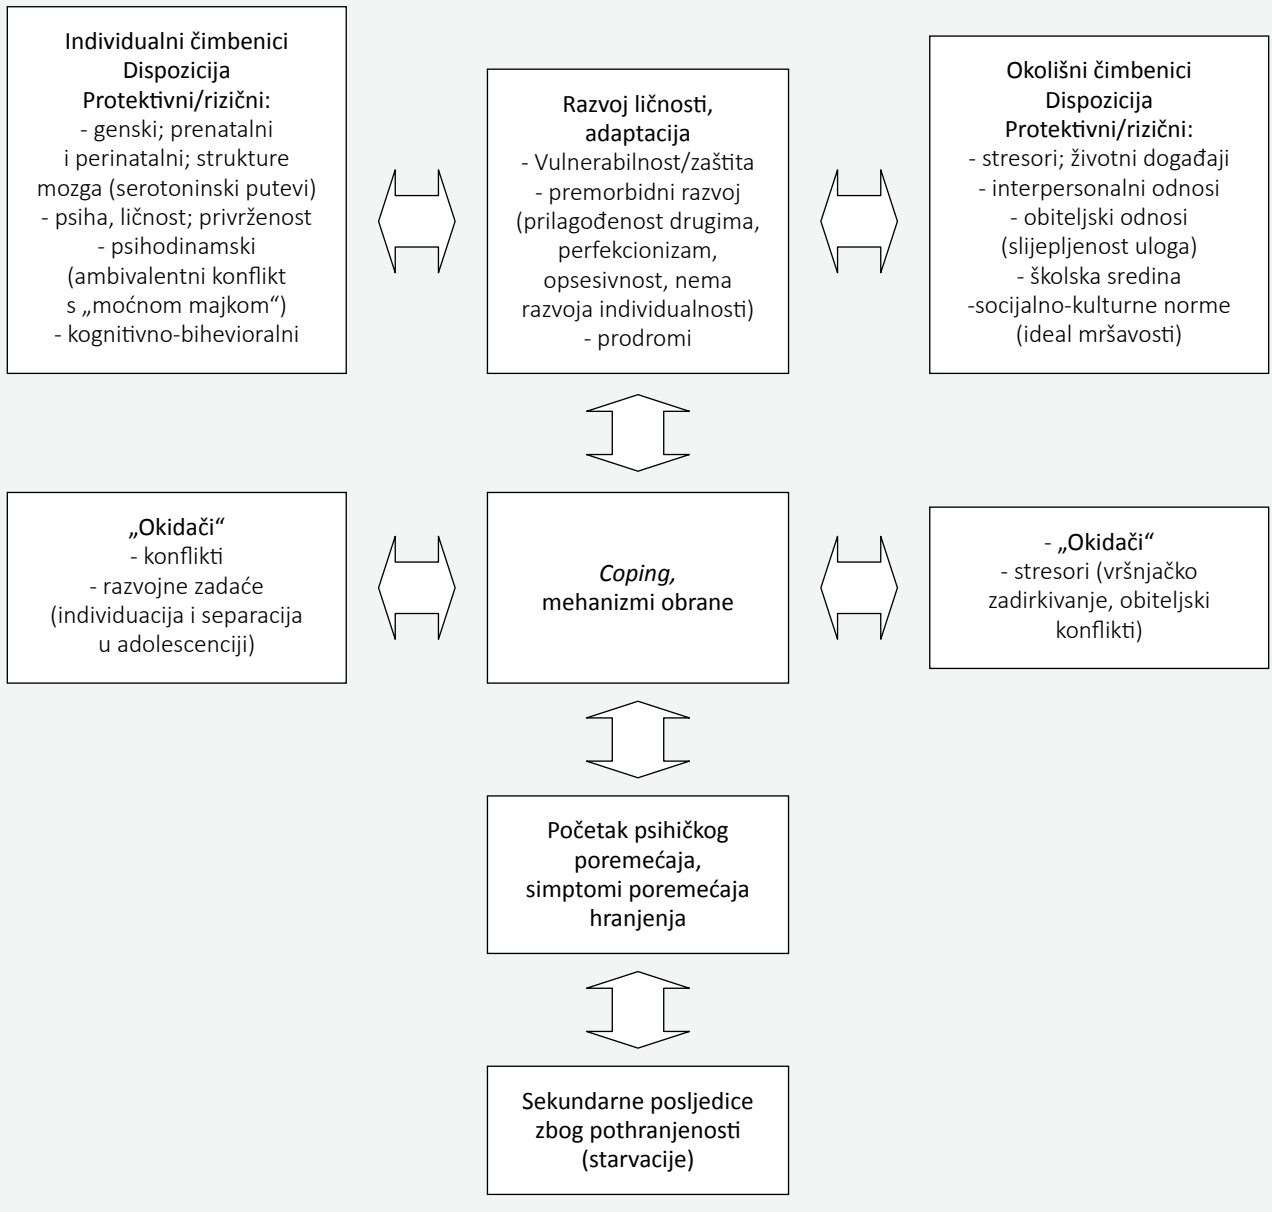 Individualni čimbenici
Dispozicija
Protektivni/rizični:
- genski; prenatalni
i perinatalni; strukture
mozga (serotoninski putevi)
- psiha, ličnost; privrženost
- psihodinamski
(ambivalentni konflikt
s „moćnom majkom“)
- kognitivno-bihevioralni
Razvoj ličnosti,
adaptacija
- Vulnerabilnost/zaštita
- premorbidni razvoj
(prilagođenost drugima,
perfekcionizam,
opsesivnost, nema
razvoja individualnosti)
- prodromi
Okolišni čimbenici
Dispozicija
Protektivni/rizični:
- stresori; životni događaji
- interpersonalni odnosi
- obiteljski odnosi
(slijepljenost uloga)
- školska sredina
-socijalno-kulturne norme
(ideal mršavosti)
„Okidači“
- konflikti
- razvojne zadaće
(individuacija i separacija
u adolescenciji)
Coping,
mehanizmi obrane
- „Okidači“
- stresori (vršnjačko
zadirkivanje, obiteljski
konflikti)
Početak psihičkog
poremećaja,
simptomi poremećaja
hranjenja
Sekundarne posljedice
zbog pothranjenosti
(starvacije)